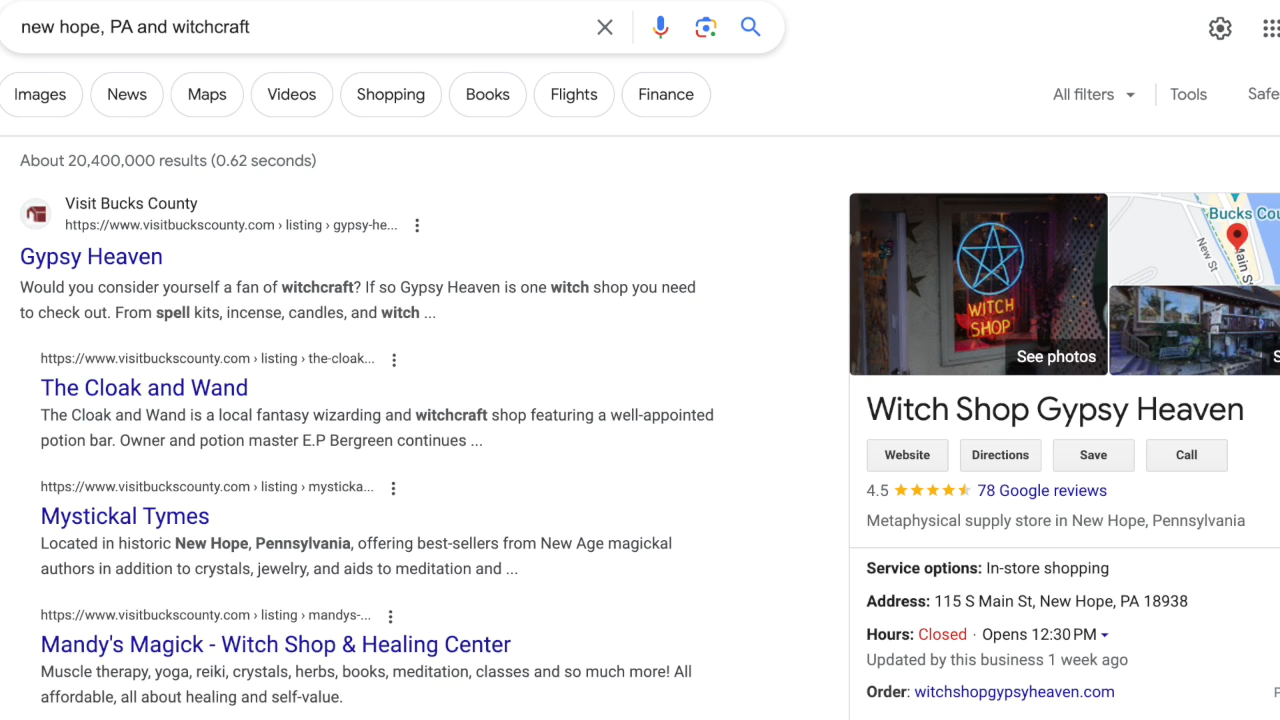 new hope, PA and witchcraft
Images
News
Maps
Videos
Shopping
Books
Flights
Finance
All filters
Tools
Safe
About 20,400,000 results (0.62 seconds)
Visit Bucks County
https://www.visitbuckscounty.com › listing › gypsy-he...
Gypsy Heaven
Would you consider yourself a fan of witchcraft? If so Gypsy Heaven is one witch shop you need
to check out. From spell kits, incense, candles, and witch ...
https://www.visitbuckscounty.com › listing › the-cloak...
The Cloak and Wand
The Cloak and Wand is a local fantasy wizarding and witchcraft shop featuring a well-appointed
potion bar. Owner and potion master E.P Bergreen continues ...
https://www.visitbuckscounty.com › listing › mysticka...
Mystickal Tymes
Located in historic New Hope, Pennsylvania, offering best-sellers from New Age magickal
authors in addition to crystals, jewelry, and aids to meditation and ...
https://www.visitbuckscounty.com › listing › mandys-...
Mandy's Magick - Witch Shop & Healing Center
Muscle therapy, yoga, reiki, crystals, herbs, books, meditation, classes and so much more! All
affordable, all about healing and self-value.
WITCH
SHOP
See photos
Bucks Cou
New St
Main S
S
Witch Shop Gypsy Heaven
Website
Directions
Save
Call
4.5 78 Google reviews
Metaphysical supply store in New Hope, Pennsylvania
Service options: In-store shopping
Address: 115 S Main St, New Hope, PA 18938
Hours: Closed · Opens 12:30 PM
Updated by this business 1 week ago
Order: witchshopgypsyheaven.com
P